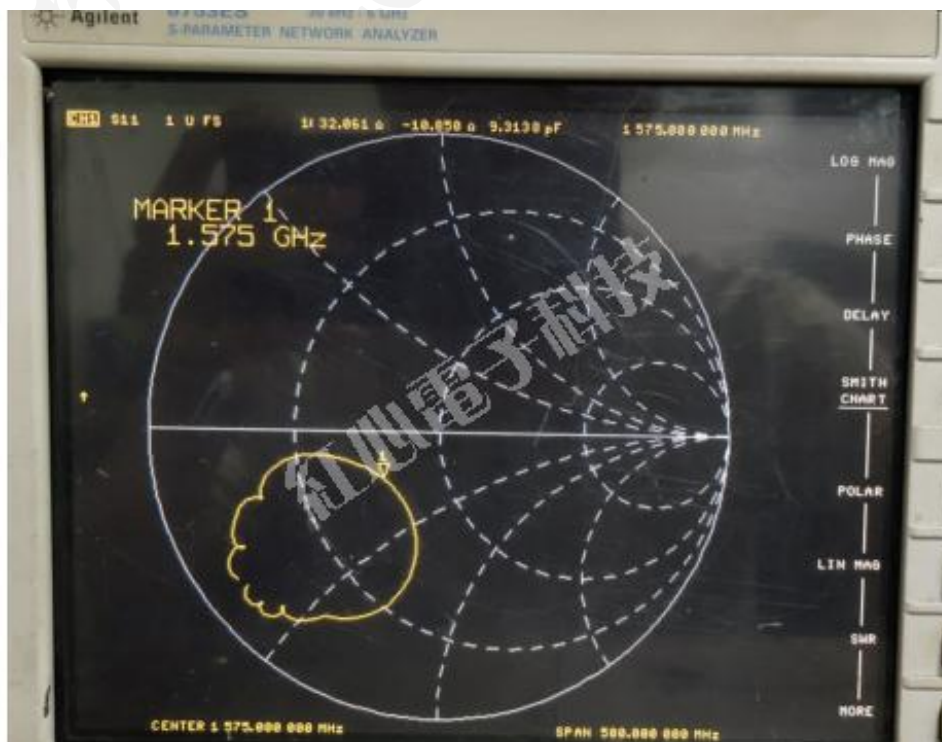 Agilent
S-PARAMETER NETWORK ANALYZER
CH1 S11 1 U FS 1: 32.061 Ω -10.850 Ω 9.3138 pF 1 575.000 000 MHz
LOG MAG
MARKER 1
1.575 GHz
PHASE
DELAY
SMITH
CHART
POLAR
LIN MAG
SWR
MORE
紅心電子科技
CENTER 1 575.000 000 MHz SPAN 500.000 000 MHz